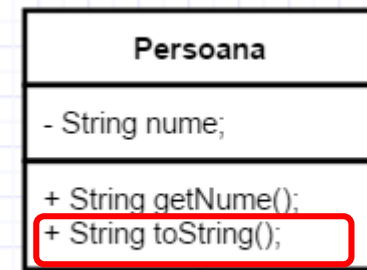 Persoana
- String nume;
+ String getNume();
+ String toString();